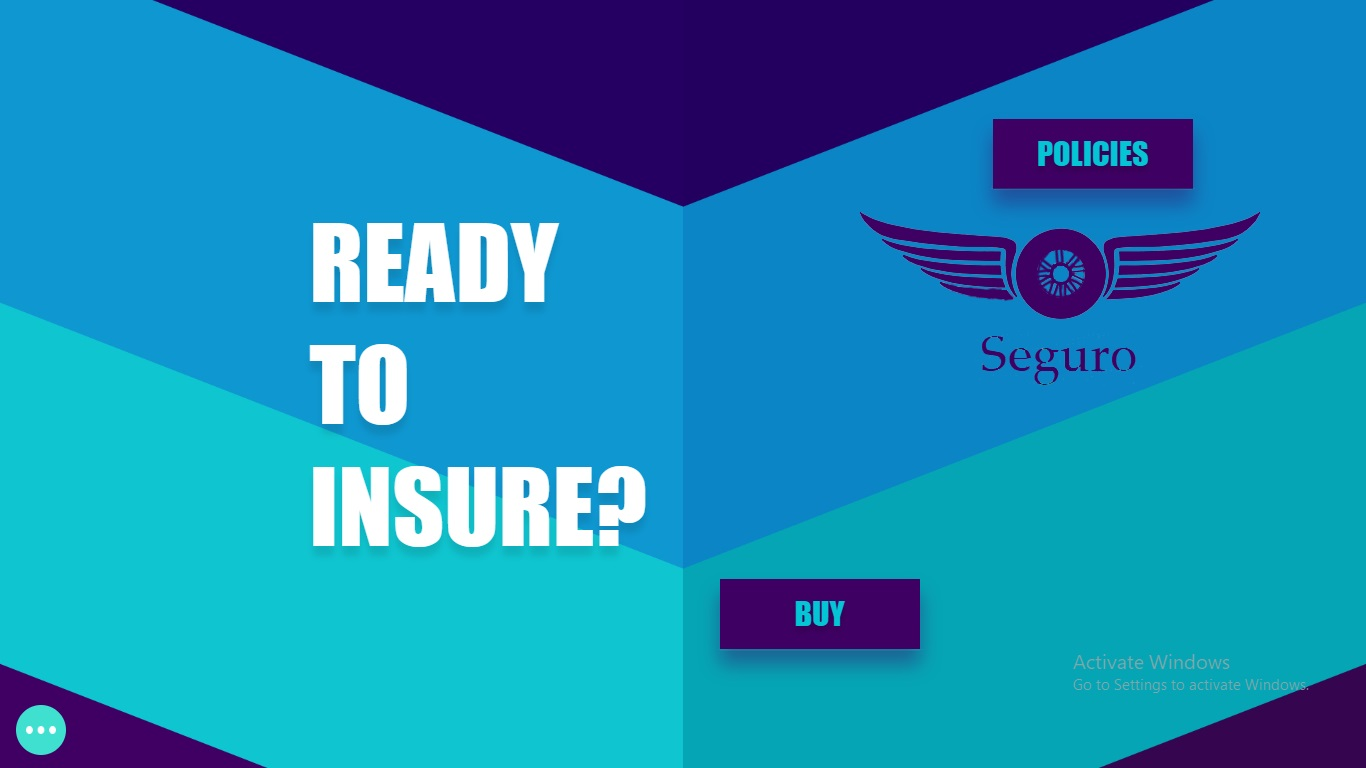 POLICIES
READY
TO
INSURE?
Seguro
BUY
Activate Windows
Go to Settings to activate Windows.